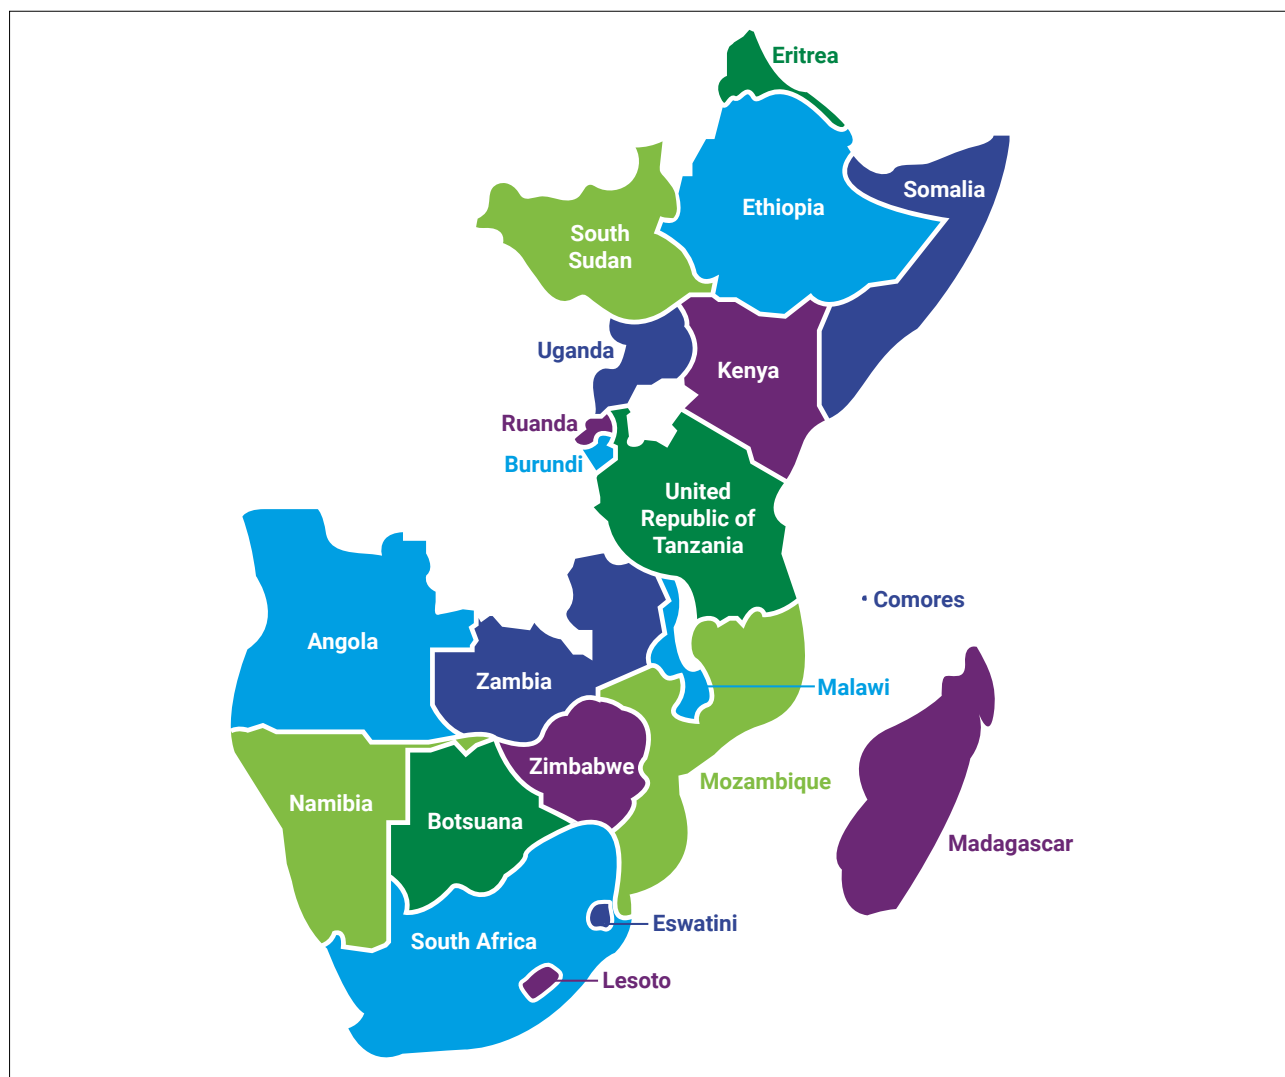 Eritrea
Somalia
Ethiopia
South
Sudan
Uganda
Kenya
Ruanda
Burundi
United
Republic of
Tanzania
Comores
Angola
Zambia
Malawi
Zimbabwe
Mozambique
Namibia
Botsuana
Madagascar
Eswatini
South Africa
Lesoto